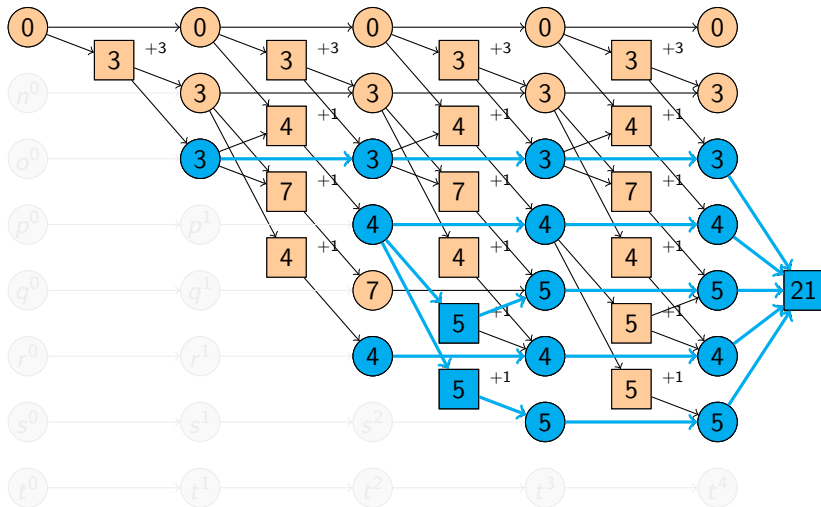 0 0 0 0 0
3 +3 3 +3 3 +3 3 +3
n⁰ 3 3 3 3
4 +1 4 +1 4 +1
o⁰ 3 3 3 3
7 +1 7 +1 7 +1
p⁰ p¹ 4 4 4
4 +1 4 +1 4 +1
q⁰ q¹ 7 5 5 21
5 +1 5 +1
r⁰ r¹ 4 4 4
5 +1 5 +1
s⁰ s¹ s² 5 5
t⁰ t¹ t² t³ t⁴